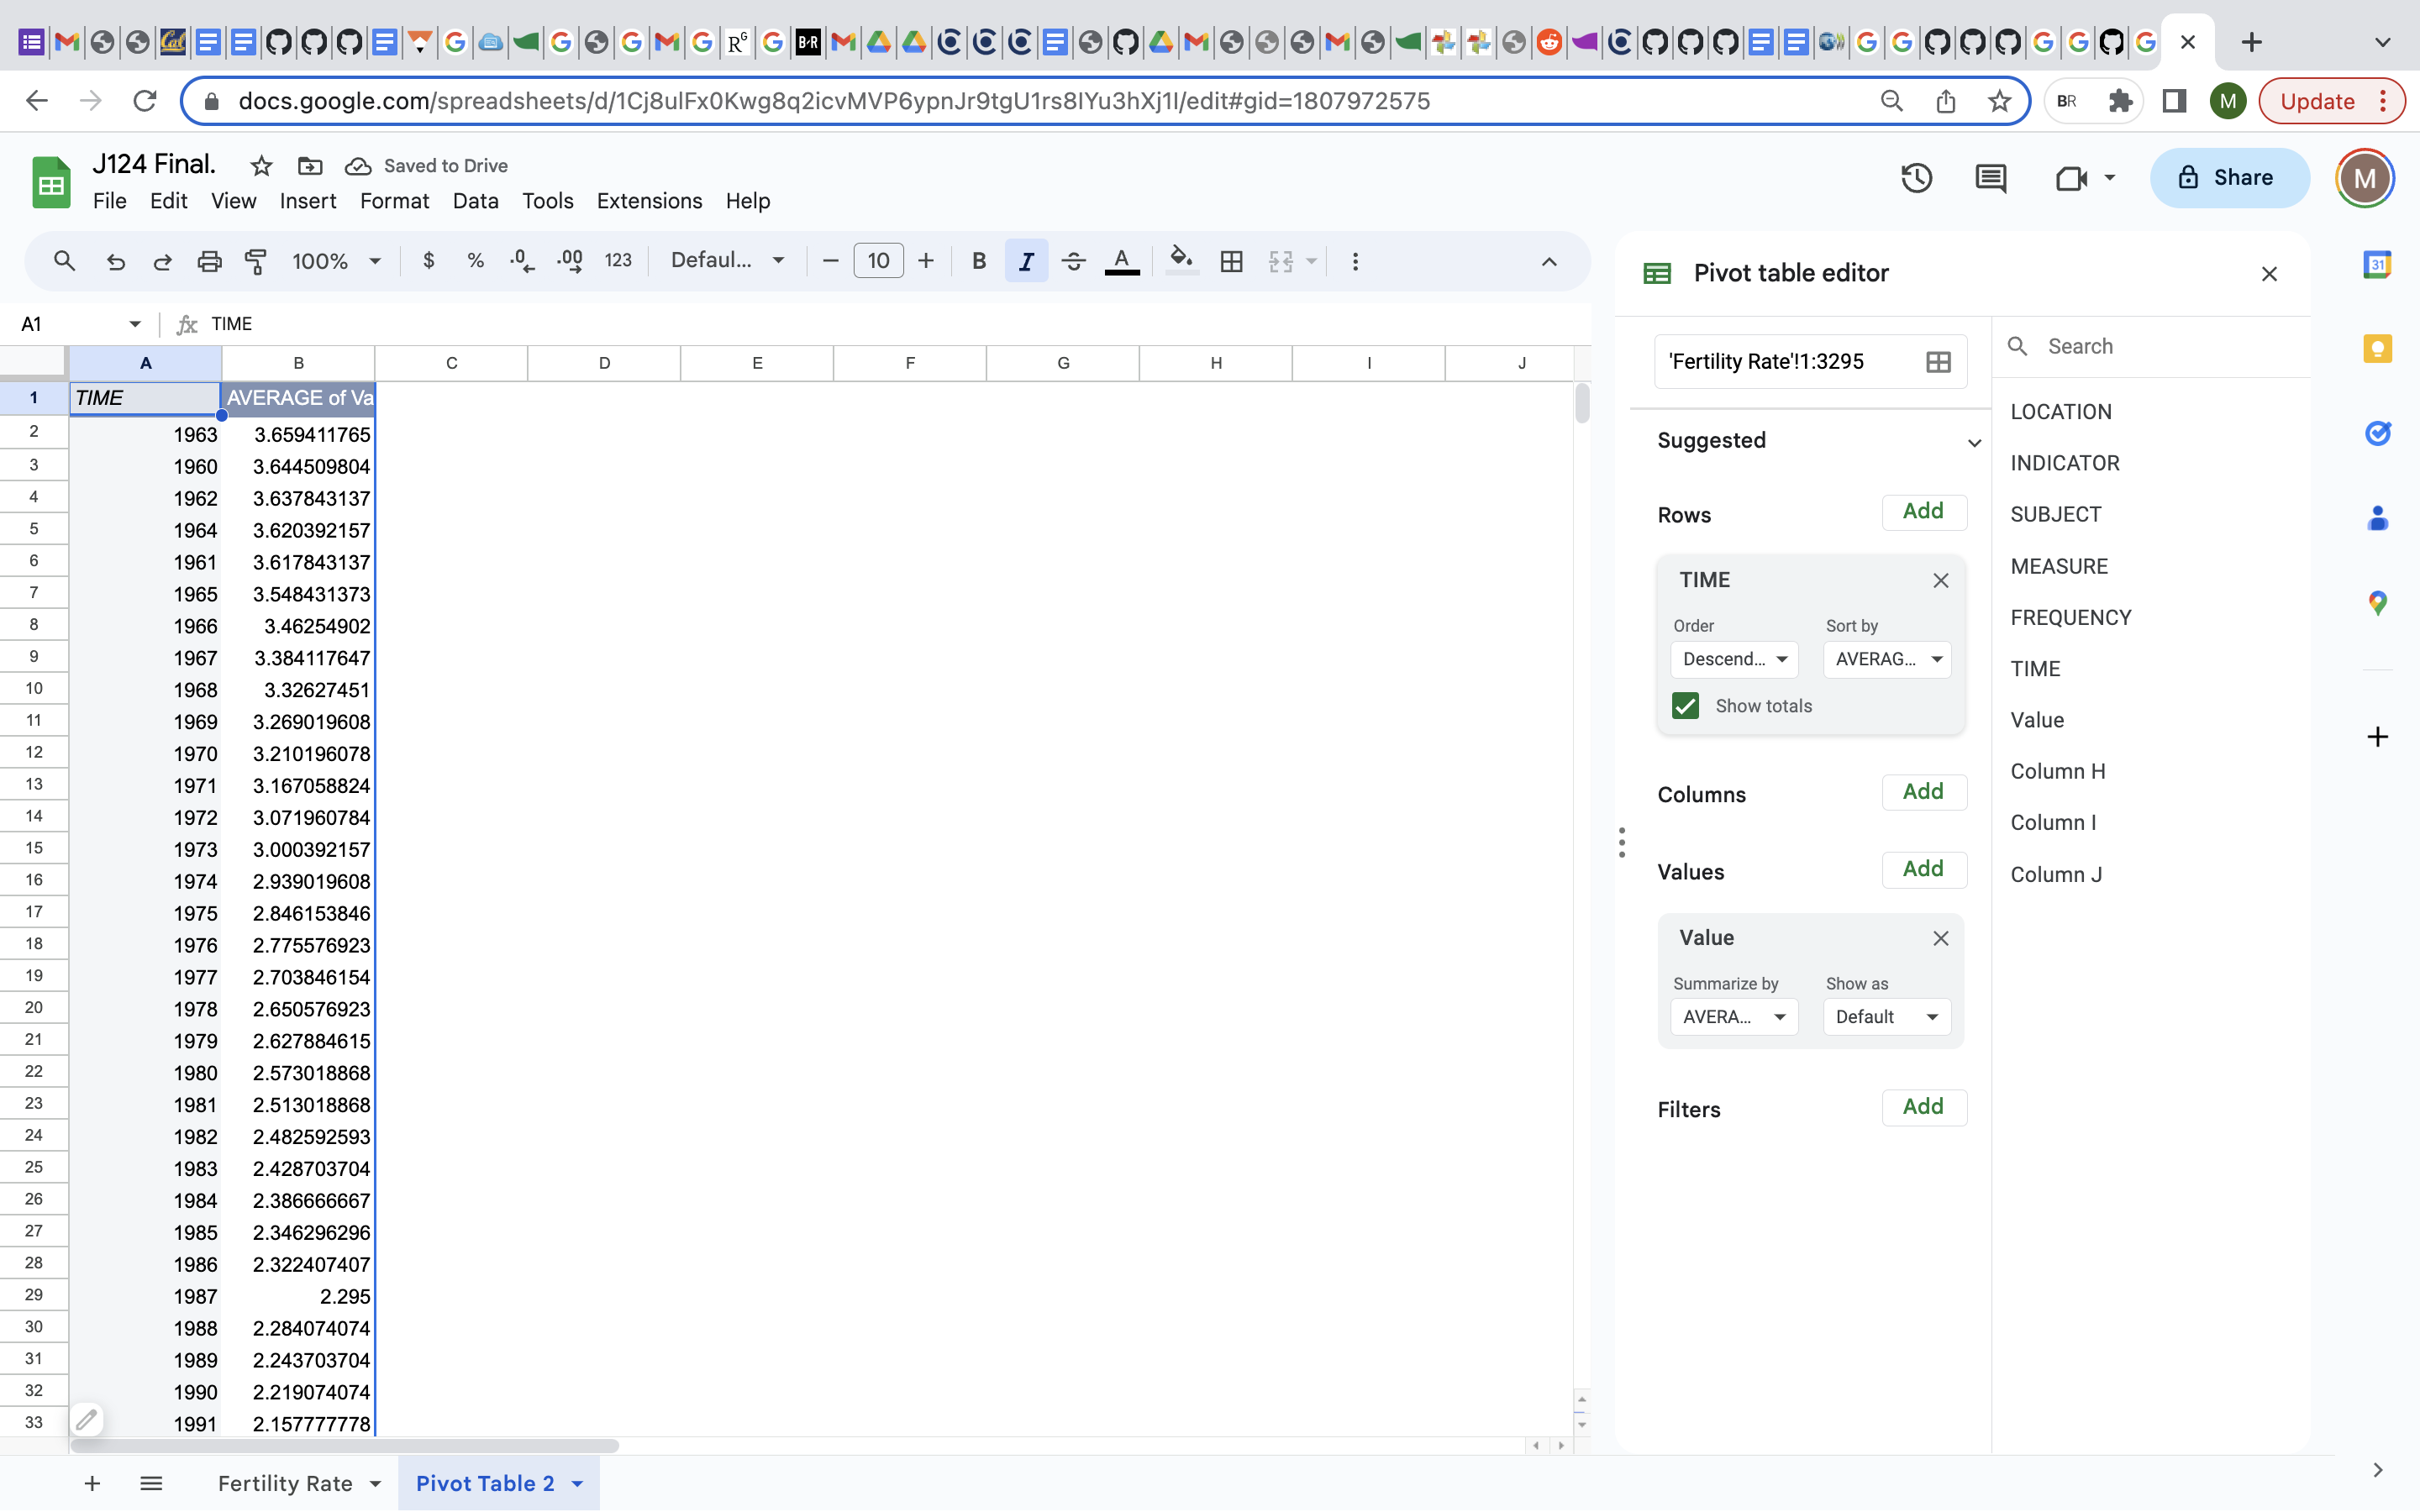 docs.google.com/spreadsheets/d/1Cj8ulFx0Kwg8q2icvMVP6ypnJr9tgU1rs8IYu3hXj1I/edit#gid=1807972575
BR
M
Update
J124 Final.
Saved to Drive
File Edit View Insert Format Data Tools Extensions Help
Share
M
100% $ % .0 .00 123 Defaul... 10 B I A
A1 TIME
Pivot table editor
31
'Fertility Rate'!1:3295
Search
A B C D E F G H I J
1 TIME AVERAGE of Va
2 1963 3.659411765
3 1960 3.644509804
4 1962 3.637843137
5 1964 3.620392157
6 1961 3.617843137
7 1965 3.548431373
8 1966 3.46254902
9 1967 3.384117647
10 1968 3.32627451
11 1969 3.269019608
12 1970 3.210196078
13 1971 3.167058824
14 1972 3.071960784
15 1973 3.000392157
16 1974 2.939019608
17 1975 2.846153846
18 1976 2.775576923
19 1977 2.703846154
20 1978 2.650576923
21 1979 2.627884615
22 1980 2.573018868
23 1981 2.513018868
24 1982 2.482592593
25 1983 2.428703704
26 1984 2.386666667
27 1985 2.346296296
28 1986 2.322407407
29 1987 2.295
30 1988 2.284074074
31 1989 2.243703704
32 1990 2.219074074
33 1991 2.157777778
Suggested
Rows Add
TIME
Order Sort by
Descend... AVERAG...
Show totals
Columns Add
Values Add
Value
Summarize by Show as
AVERA... Default
Filters Add
LOCATION
INDICATOR
SUBJECT
MEASURE
FREQUENCY
TIME
Value
Column H
Column I
Column J
Fertility Rate Pivot Table 2